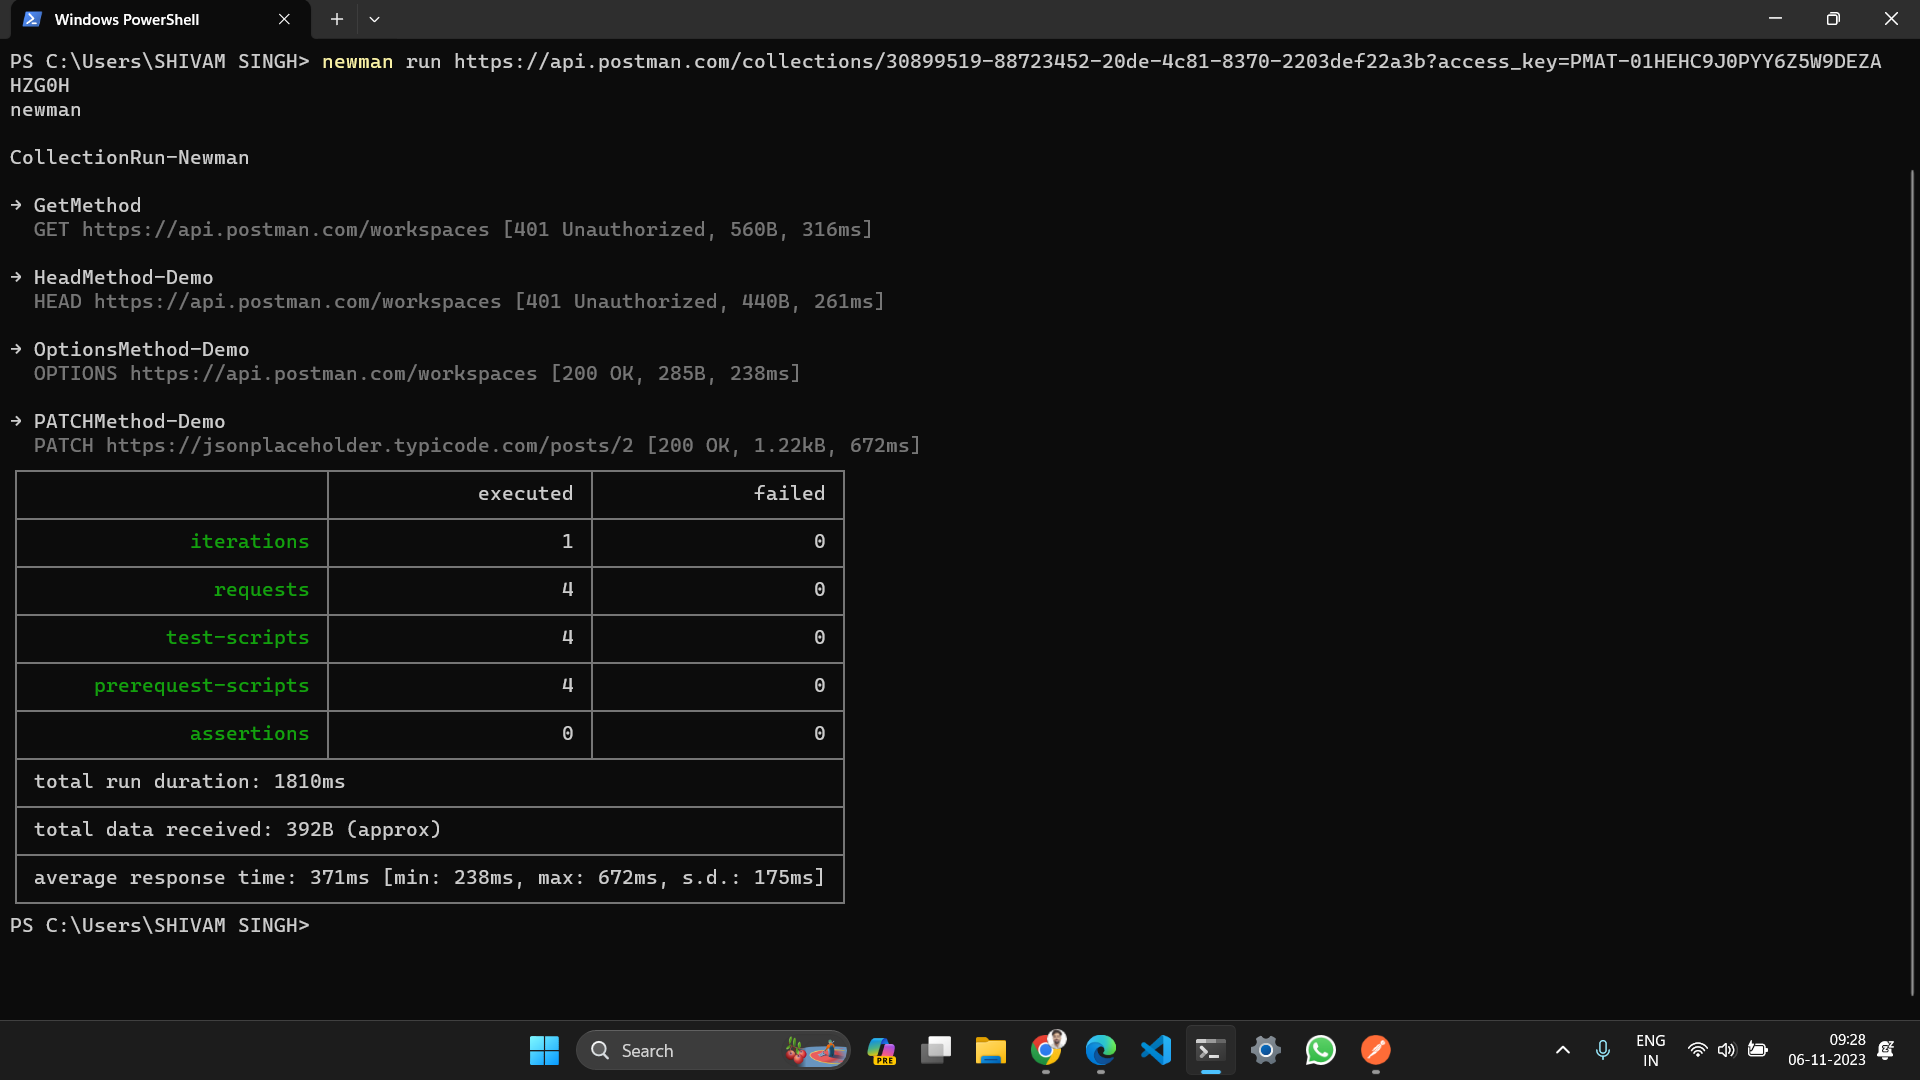 Windows PowerShell
PS C:\Users\SHIVAM SINGH> newman run https://api.postman.com/collections/30899519-88723452-20de-4c81-8370-2203def22a3b?access_key=PMAT-01HEHC9J0PYY6Z5W9DEZA
HZG0H
newman
CollectionRun-Newman
→ GetMethod
GET https://api.postman.com/workspaces [401 Unauthorized, 560B, 316ms]
→ HeadMethod-Demo
HEAD https://api.postman.com/workspaces [401 Unauthorized, 440B, 261ms]
→ OptionsMethod-Demo
OPTIONS https://api.postman.com/workspaces [200 OK, 285B, 238ms]
→ PATCHMethod-Demo
PATCH https://jsonplaceholder.typicode.com/posts/2 [200 OK, 1.22kB, 672ms]
executed failed
iterations 1 0
requests 4 0
test-scripts 4 0
prerequest-scripts 4 0
assertions 0 0
total run duration: 1810ms
total data received: 392B (approx)
average response time: 371ms [min: 238ms, max: 672ms, s.d.: 175ms]
PS C:\Users\SHIVAM SINGH>
Search
PRE
ENG
IN
09:28
06-11-2023